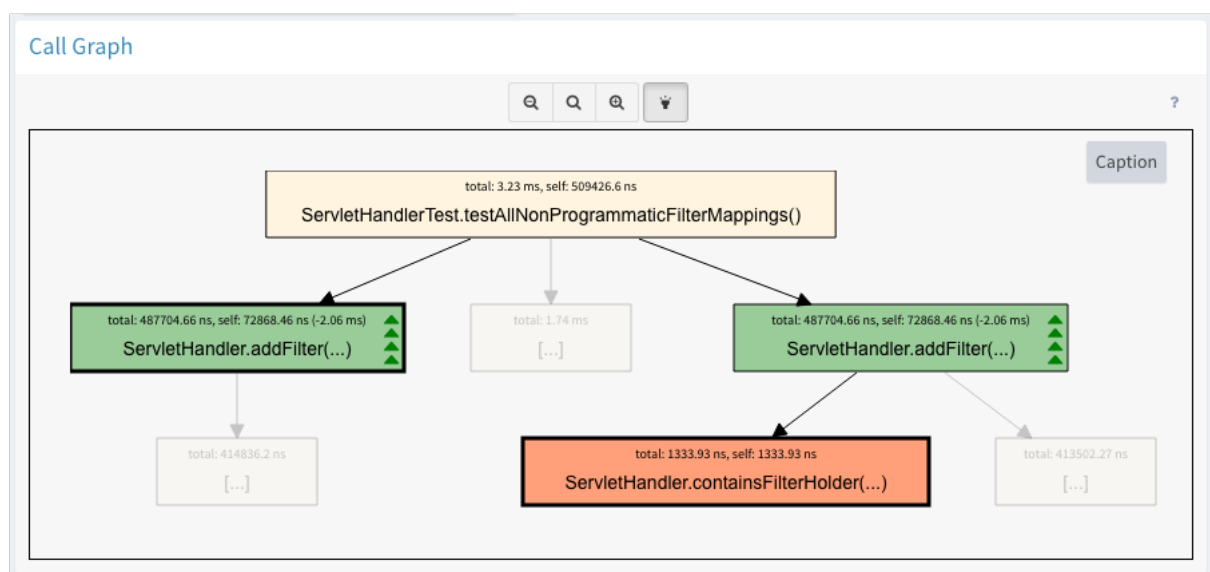 Call Graph
?
Caption
total: 3.23 ms, self: 509426.6 ns
ServletHandlerTest.testAllNonProgrammaticFilterMappings()
total: 487704.66 ns, self: 72868.46 ns (-2.06 ms)
ServletHandler.addFilter(...)
total: 1.74 ms
[...]
total: 487704.66 ns, self: 72868.46 ns (-2.06 ms)
ServletHandler.addFilter(...)
total: 414836.2 ns
[...]
total: 1333.93 ns, self: 1333.93 ns
ServletHandler.containsFilterHolder(...)
total: 413502.27 ns
[...]